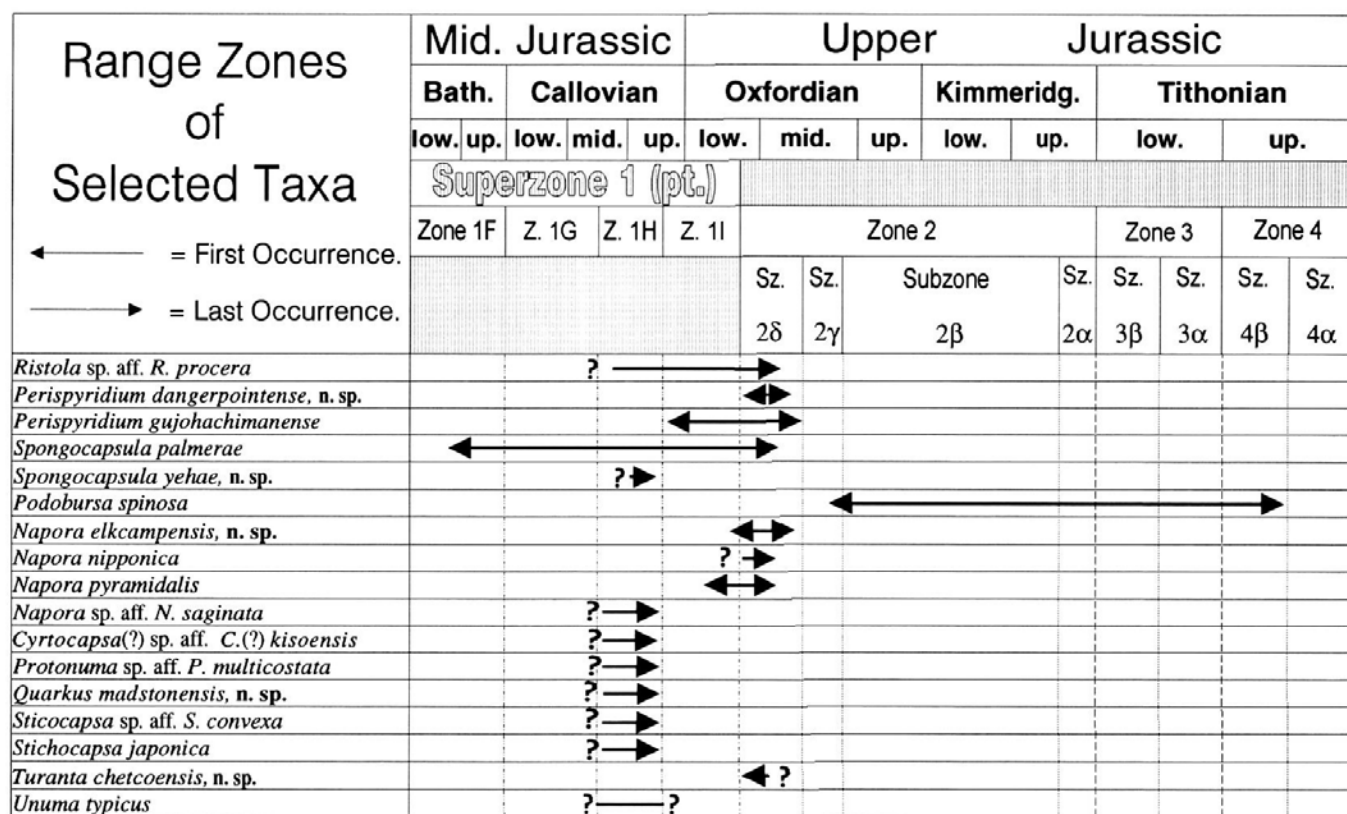 Range Zones
of
Selected Taxa
= First Occurrence.
= Last Occurrence.
Mid. Jurassic Upper Jurassic
Bath. Callovian Oxfordian Kimmeridg. Tithonian
low. up. low. mid. up. low. mid. up. low. up. low. up.
Superzone 1 (pt.)
Zone 1F Z. 1G Z. 1H Z. 1I Zone 2 Zone 3 Zone 4
Sz. Sz. Subzone Sz. Sz. Sz. Sz. Sz.
2δ 2γ 2β 2α 3β 3α 4β 4α
Ristola sp. aff. R. procera ?
Perispyridium dangerpointense, n. sp.
Perispyridium gujohachimanense
Spongocapsula palmerae
Spongocapsula yehae, n. sp. ?
Podobursa spinosa
Napora elkcampensis, n. sp.
Napora nipponica ?
Napora pyramidalis
Napora sp. aff. N. saginata ?
Cyrtocapsa(?) sp. aff. C.(?) kisoensis ?
Protonuma sp. aff. P. multicostata ?
Quarkus madstonensis, n. sp. ?
Sticocapsa sp. aff. S. convexa ?
Stichocapsa japonica ?
Turanta chetcoensis, n. sp. ?
Unuma typicus ? ?